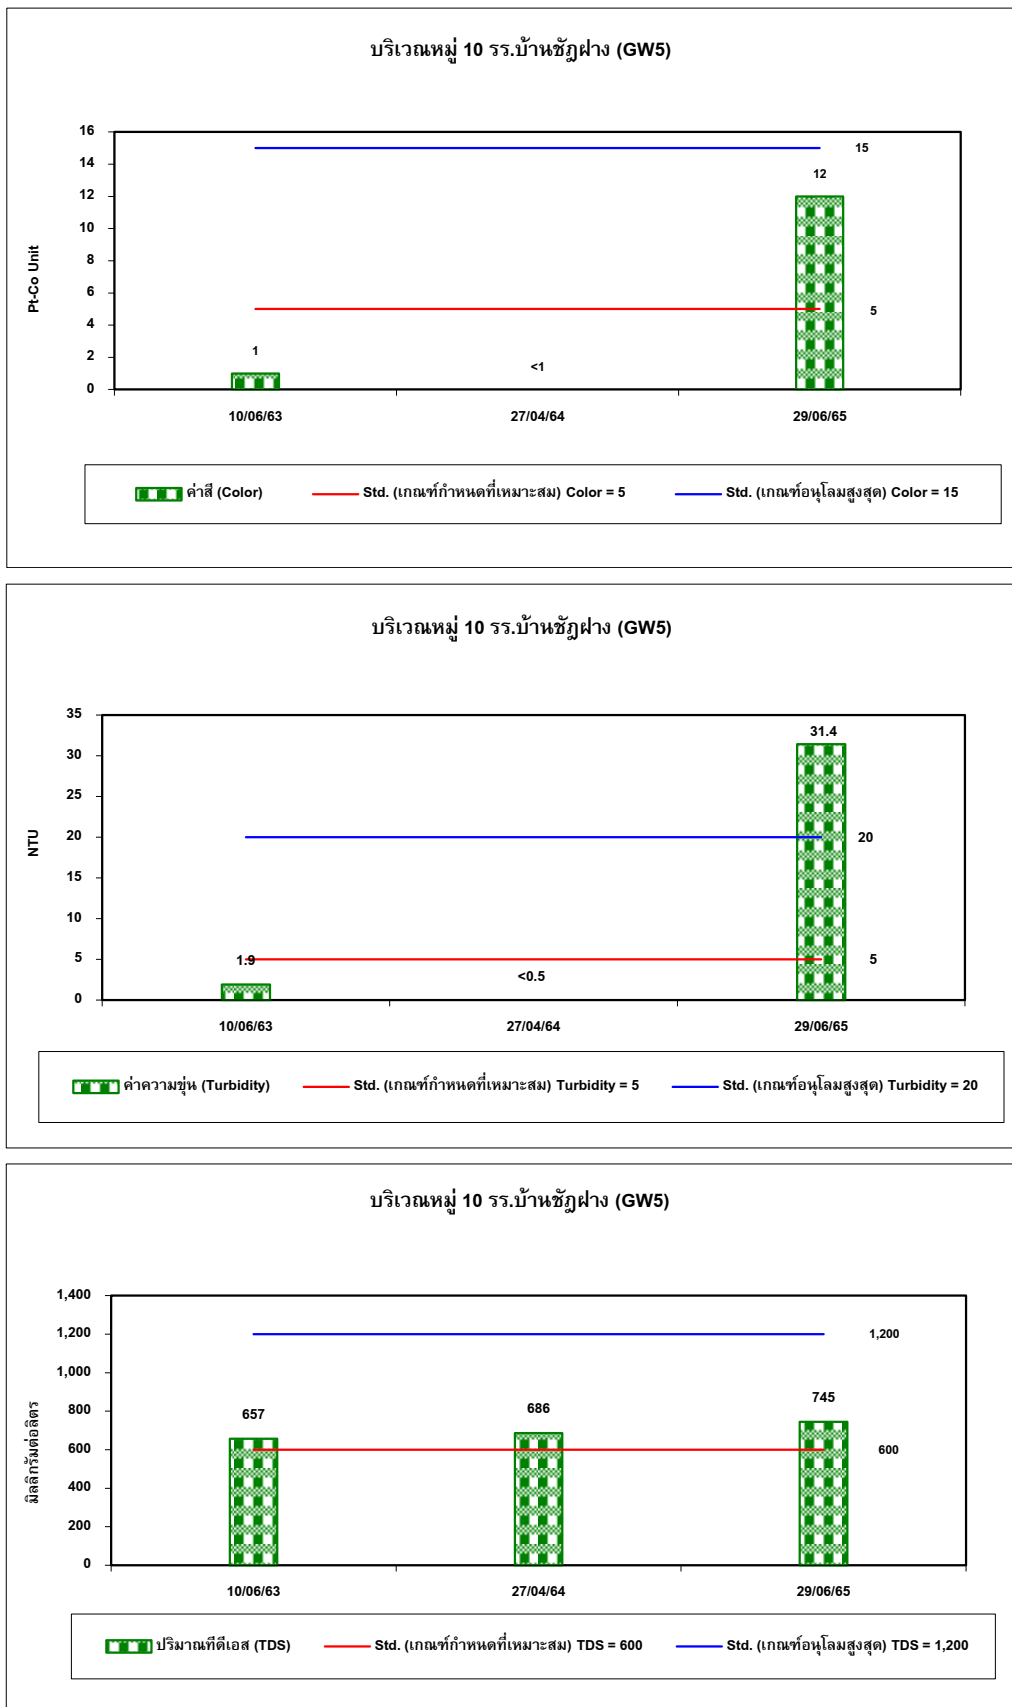 บริเวณหมู่ 10 รร.บ้านชัฎฝาง (GW5)
16
14
12
10
8
6
4
2
0
Pt-Co Unit
15
12
5
1
<1
10/06/63 27/04/64 29/06/65
ค่าสี (Color) Std. (เกณฑ์กำหนดที่เหมาะสม) Color = 5 Std. (เกณฑ์อนุโลมสูงสุด) Color = 15
บริเวณหมู่ 10 รร.บ้านชัฎฝาง (GW5)
35
30
25
20
15
10
5
0
NTU
31.4
20
5
1.9
<0.5
10/06/63 27/04/64 29/06/65
ค่าความขุ่น (Turbidity) Std. (เกณฑ์กำหนดที่เหมาะสม) Turbidity = 5 Std. (เกณฑ์อนุโลมสูงสุด) Turbidity = 20
บริเวณหมู่ 10 รร.บ้านชัฎฝาง (GW5)
1,400
1,200
1,000
800
600
400
200
0
มิลลิกรัมต่อลิตร
1,200
657 686 745
600
10/06/63 27/04/64 29/06/65
ปริมาณทีดีเอส (TDS) Std. (เกณฑ์กำหนดที่เหมาะสม) TDS = 600 Std. (เกณฑ์อนุโลมสูงสุด) TDS = 1,200